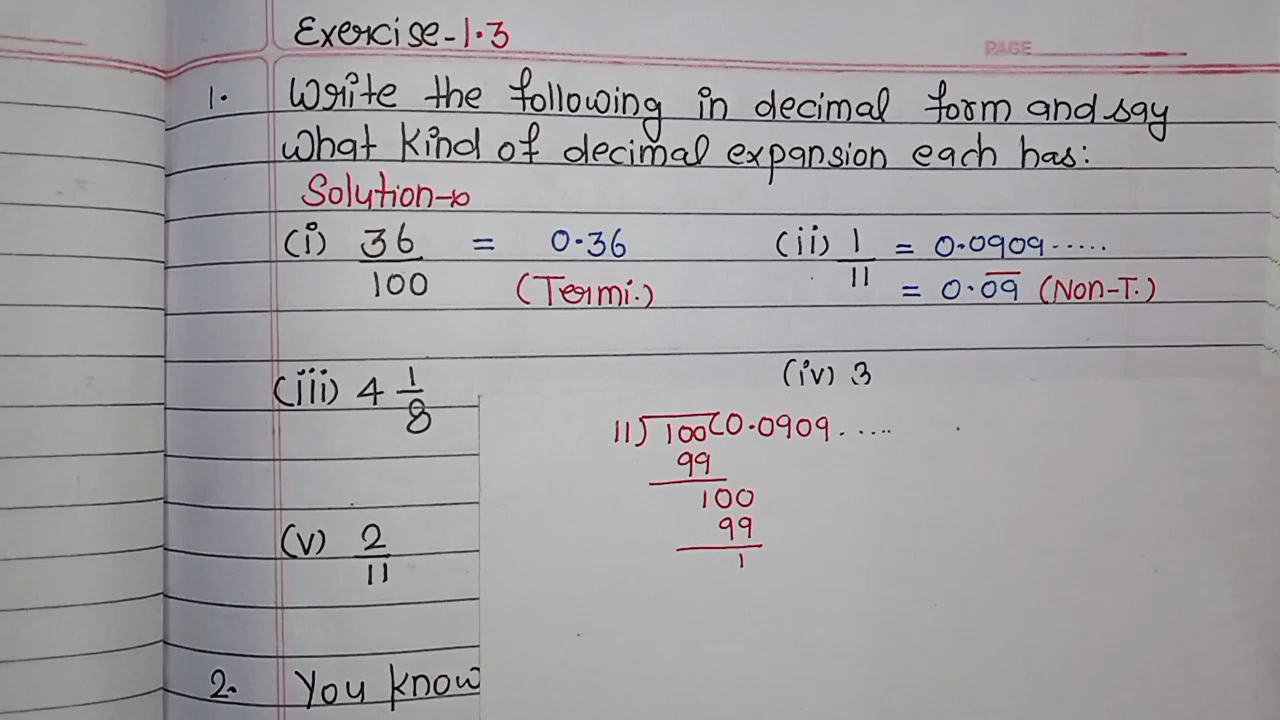 Exercise-1.3
PAGE
1. Write the following in decimal form and say
what kind of decimal expansion each has:
Solution→
(i) 36/100 = 0.36 (ii) 1/11 = 0.0909.....
(Termi.) = 0.0̅9̅ (Non-T.)
(iii) 4 1/8 (iv) 3
11)100(0.0909.....
99
100
99
1
(v) 2/11
2. You know